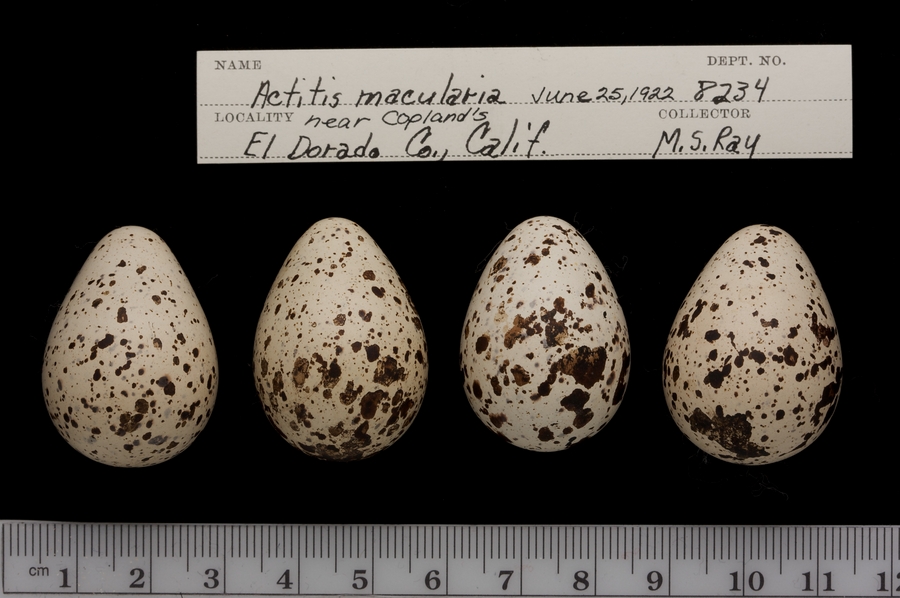 NAME DEPT. NO.
Actitis macularia June 25, 1922 8234
LOCALITY near Copland's COLLECTOR
El Dorado Co., Calif. M.S. Ray
cm 1 2 3 4 5 6 7 8 9 10 11 12